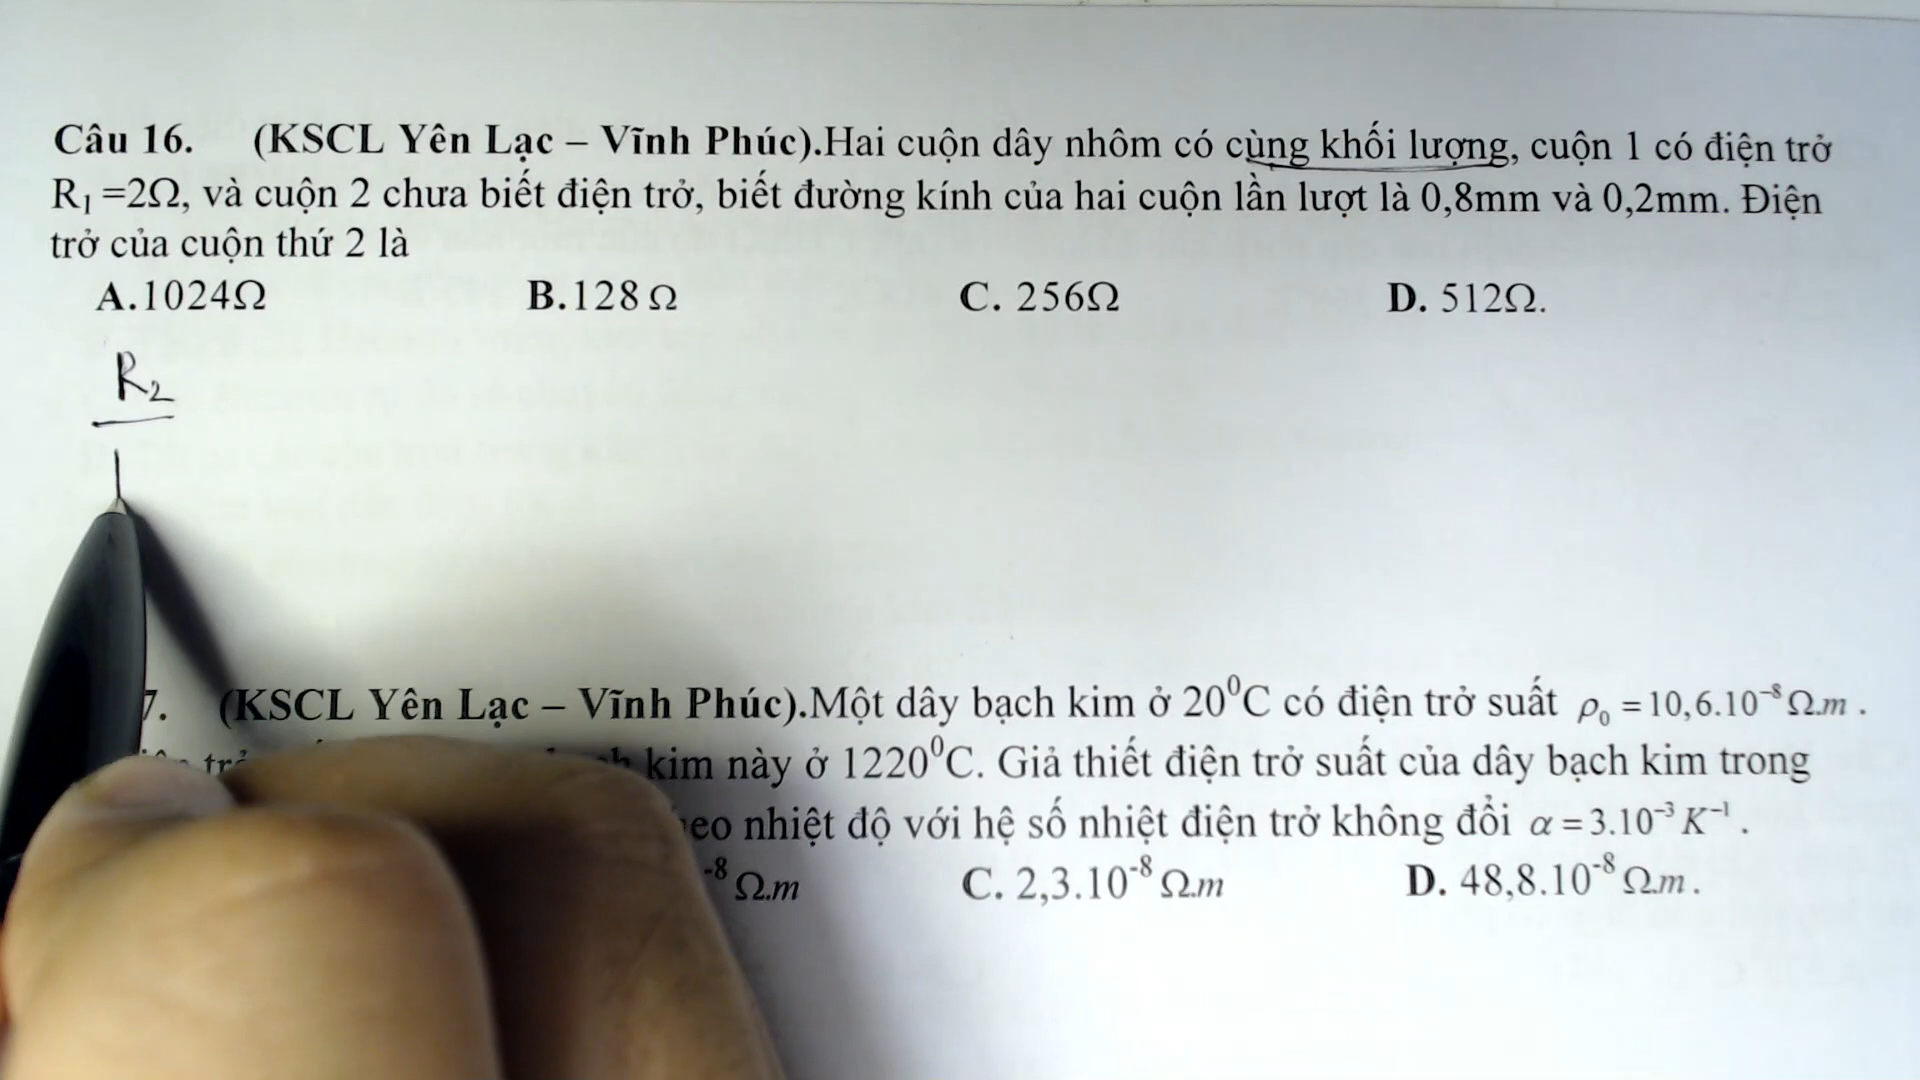 Câu 16. (KSCL Yên Lạc – Vĩnh Phúc).Hai cuộn dây nhôm có cùng khối lượng, cuộn 1 có điện trở
R₁ =2Ω, và cuộn 2 chưa biết điện trở, biết đường kính của hai cuộn lần lượt là 0,8mm và 0,2mm. Điện
trở của cuộn thứ 2 là
A.1024Ω B.128 Ω C. 256Ω D. 512Ω.
R₂
7. (KSCL Yên Lạc – Vĩnh Phúc).Một dây bạch kim ở 20⁰C có điện trở suất ρ₀ = 10,6.10⁻⁸ Ω.m .
kim này ở 1220⁰C. Giả thiết điện trở suất của dây bạch kim trong
eo nhiệt độ với hệ số nhiệt điện trở không đổi α = 3.10⁻³ K⁻¹ .
⁻⁸ Ω.m C. 2,3.10⁻⁸ Ω.m D. 48,8.10⁻⁸ Ω.m .